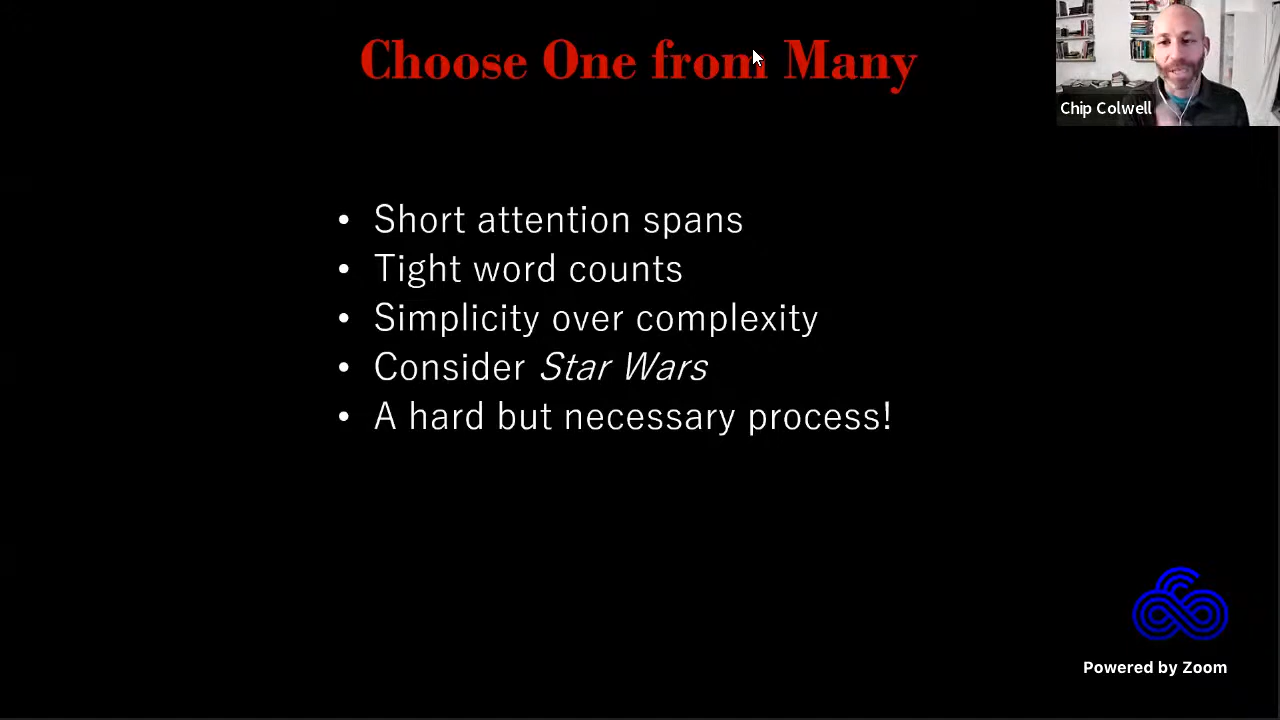 Choose One from Many
Chip Colwell
• Short attention spans
• Tight word counts
• Simplicity over complexity
• Consider Star Wars
• A hard but necessary process!
Powered by Zoom